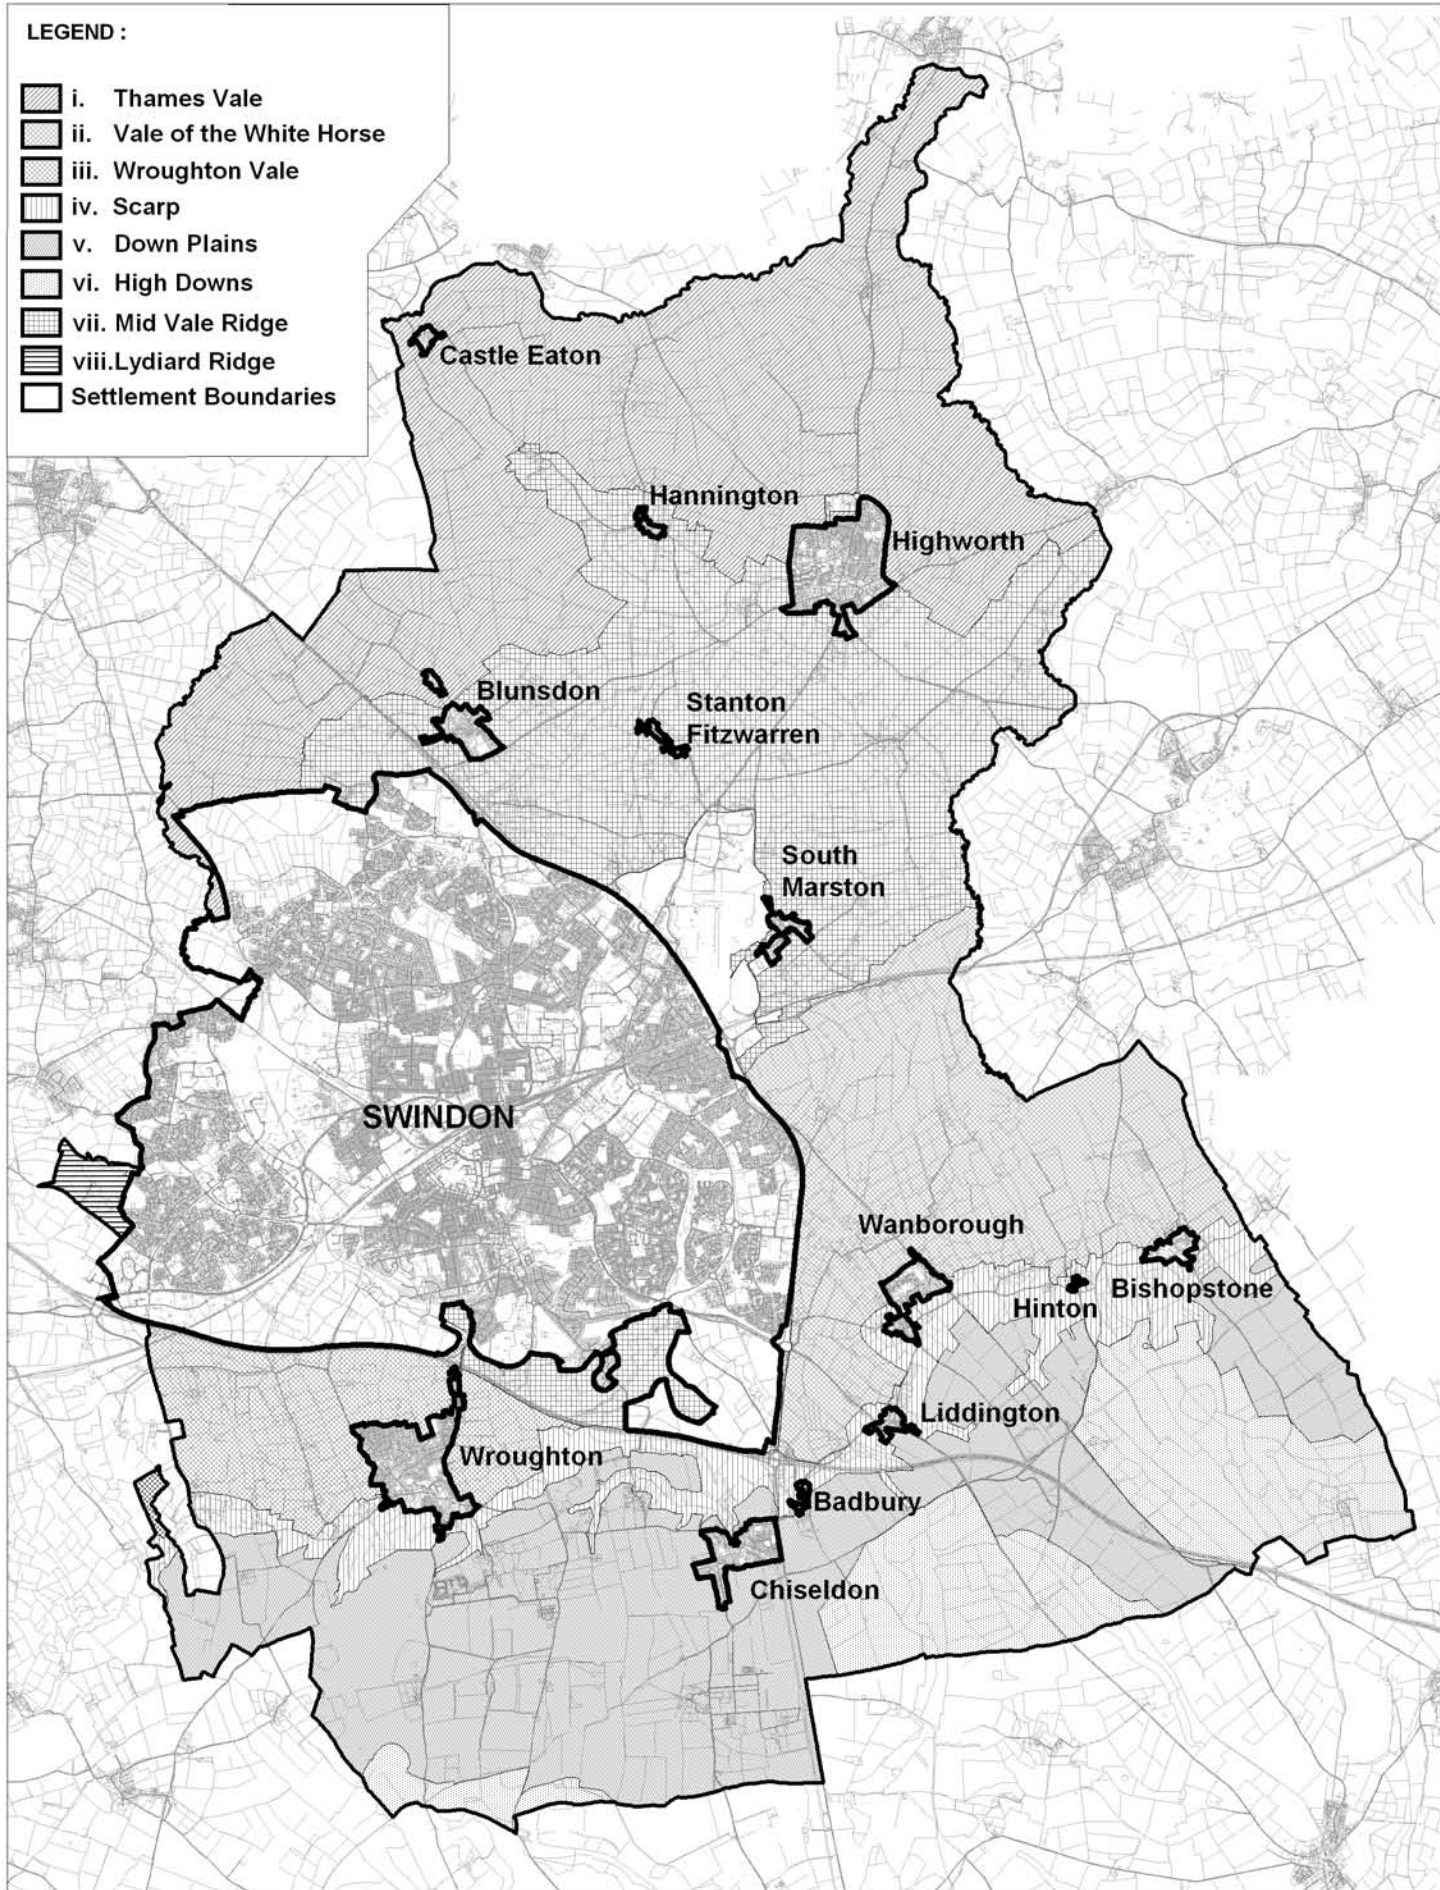 LEGEND :
i. Thames Vale
ii. Vale of the White Horse
iii. Wroughton Vale
iv. Scarp
v. Down Plains
vi. High Downs
vii. Mid Vale Ridge
viii.Lydiard Ridge
Settlement Boundaries
Castle Eaton
Hannington
Highworth
Blunsdon
Stanton
Fitzwarren
South
Marston
SWINDON
Wanborough
Hinton
Bishopstone
Liddington
Wroughton
Badbury
Chiseldon